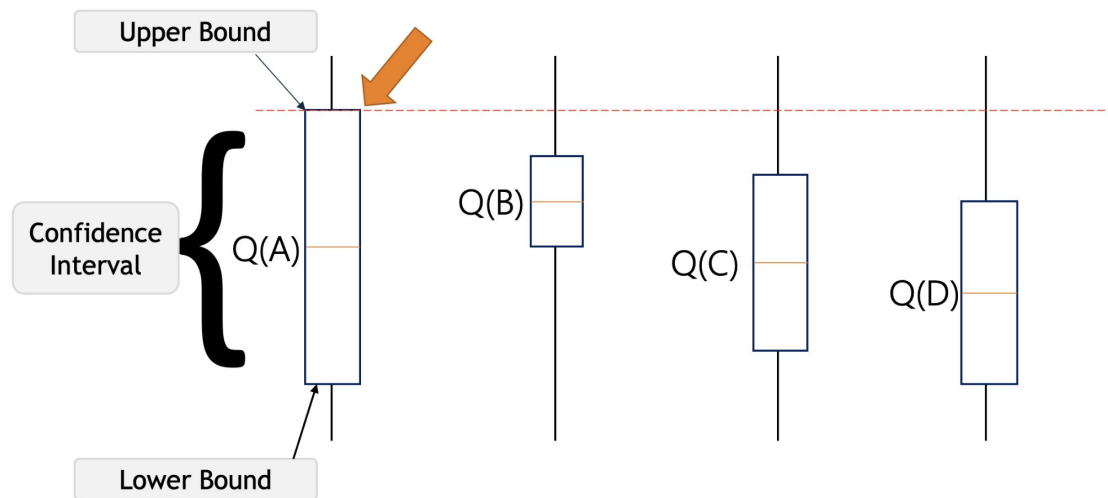 Upper Bound
Confidence
Interval
Q(A)
Q(B)
Q(C)
Q(D)
Lower Bound